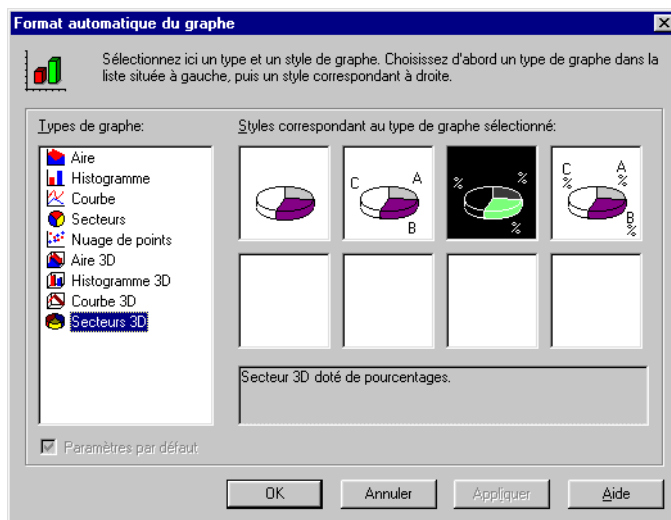 Format automatique du graphe
Sélectionnez ici un type et un style de graphe. Choisissez d'abord un type de graphe dans la
liste située à gauche, puis un style correspondant à droite.
Types de graphe:
Styles correspondant au type de graphe sélectionné:
Aire
Histogramme
Courbe
Secteurs
Nuage de points
Aire 3D
Histogramme 3D
Courbe 3D
Secteurs 3D
C A
B
% %
%
C % A %
B %
Secteur 3D doté de pourcentages.
Paramètres par défaut
OK Annuler Appliquer Aide